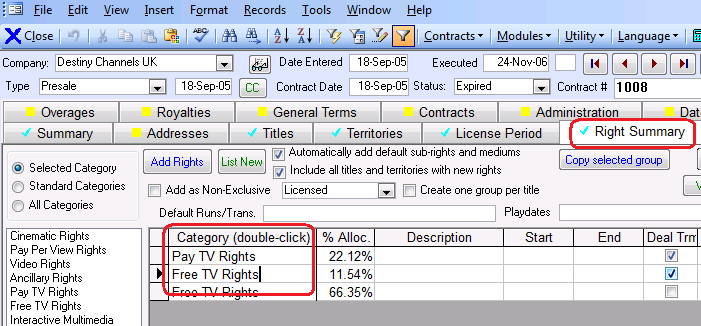 File Edit View Insert Format Records Tools Window Help
Close ABC Contracts Modules Utility Language
Company: Destiny Channels UK Date Entered 18-Sep-05 Executed 24-Nov-06
Type Presale 18-Sep-05 CC Contract Date 18-Sep-05 Status: Expired Contract # 1008
Overages Royalties General Terms Contracts Administration Dat
Summary Addresses Titles Territories License Period Right Summary
Selected Category
Standard Categories
All Categories
Add Rights List New Automatically add default sub-rights and mediums
Include all titles and territories with new rights
Copy selected group
Add as Non-Exclusive Licensed Create one group per title V
Default Runs/Trans. Playdates:
Cinematic Rights
Pay Per View Rights
Video Rights
Ancillary Rights
Pay TV Rights
Free TV Rights
Interactive Multimedia
Category (double-click) % Alloc. Description Start End Deal Trm
Pay TV Rights 22.12%
Free TV Rights 11.54%
Free TV Rights 66.35%